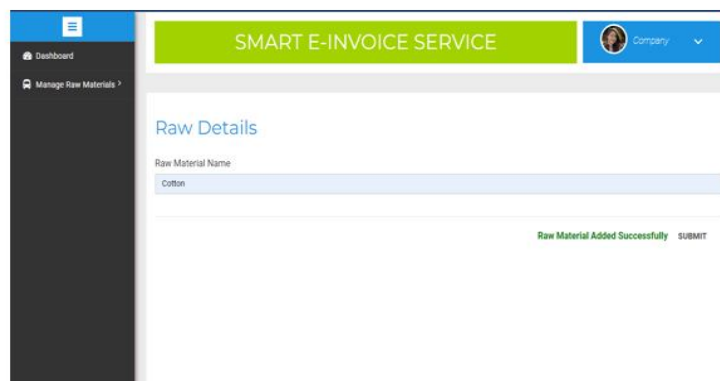 SMART E-INVOICE SERVICE
Company
Dashboard
Manage Raw Materials >
Raw Details
Raw Material Name
Cotton
Raw Material Added Successfully SUBMIT